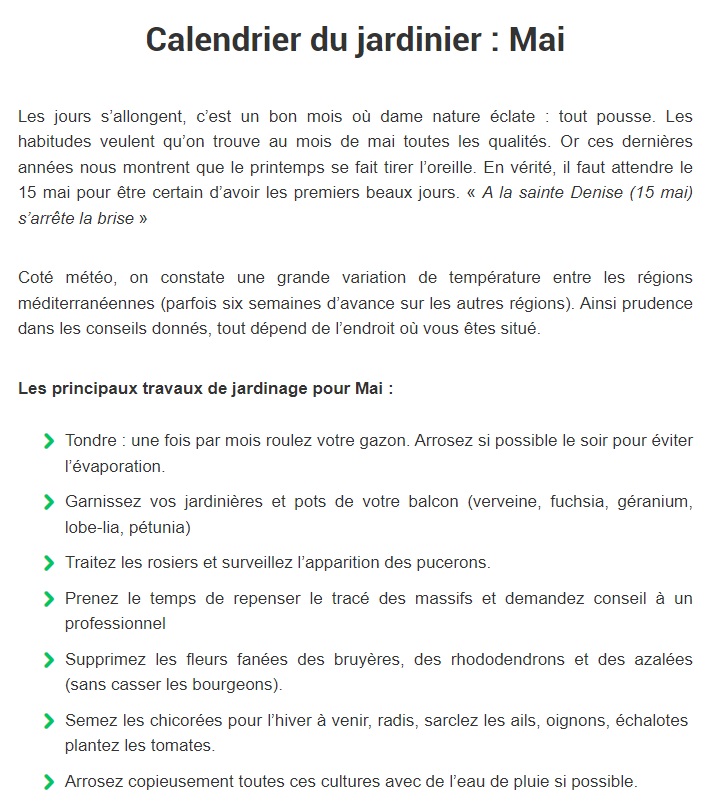 Calendrier du jardinier : Mai
Les jours s’allongent, c’est un bon mois où dame nature éclate : tout pousse. Les
habitudes veulent qu’on trouve au mois de mai toutes les qualités. Or ces dernières
années nous montrent que le printemps se fait tirer l’oreille. En vérité, il faut attendre le
15 mai pour être certain d’avoir les premiers beaux jours. « A la sainte Denise (15 mai)
s’arrête la brise »
Coté météo, on constate une grande variation de température entre les régions
méditerranéennes (parfois six semaines d’avance sur les autres régions). Ainsi prudence
dans les conseils donnés, tout dépend de l’endroit où vous êtes situé.
Les principaux travaux de jardinage pour Mai :
Tondre : une fois par mois roulez votre gazon. Arrosez si possible le soir pour éviter
l’évaporation.
Garnissez vos jardinières et pots de votre balcon (verveine, fuchsia, géranium,
lobe-lia, pétunia)
Traitez les rosiers et surveillez l’apparition des pucerons.
Prenez le temps de repenser le tracé des massifs et demandez conseil à un
professionnel
Supprimez les fleurs fanées des bruyères, des rhododendrons et des azalées
(sans casser les bourgeons).
Semez les chicorées pour l’hiver à venir, radis, sarclez les ails, oignons, échalotes
plantez les tomates.
Arrosez copieusement toutes ces cultures avec de l’eau de pluie si possible.